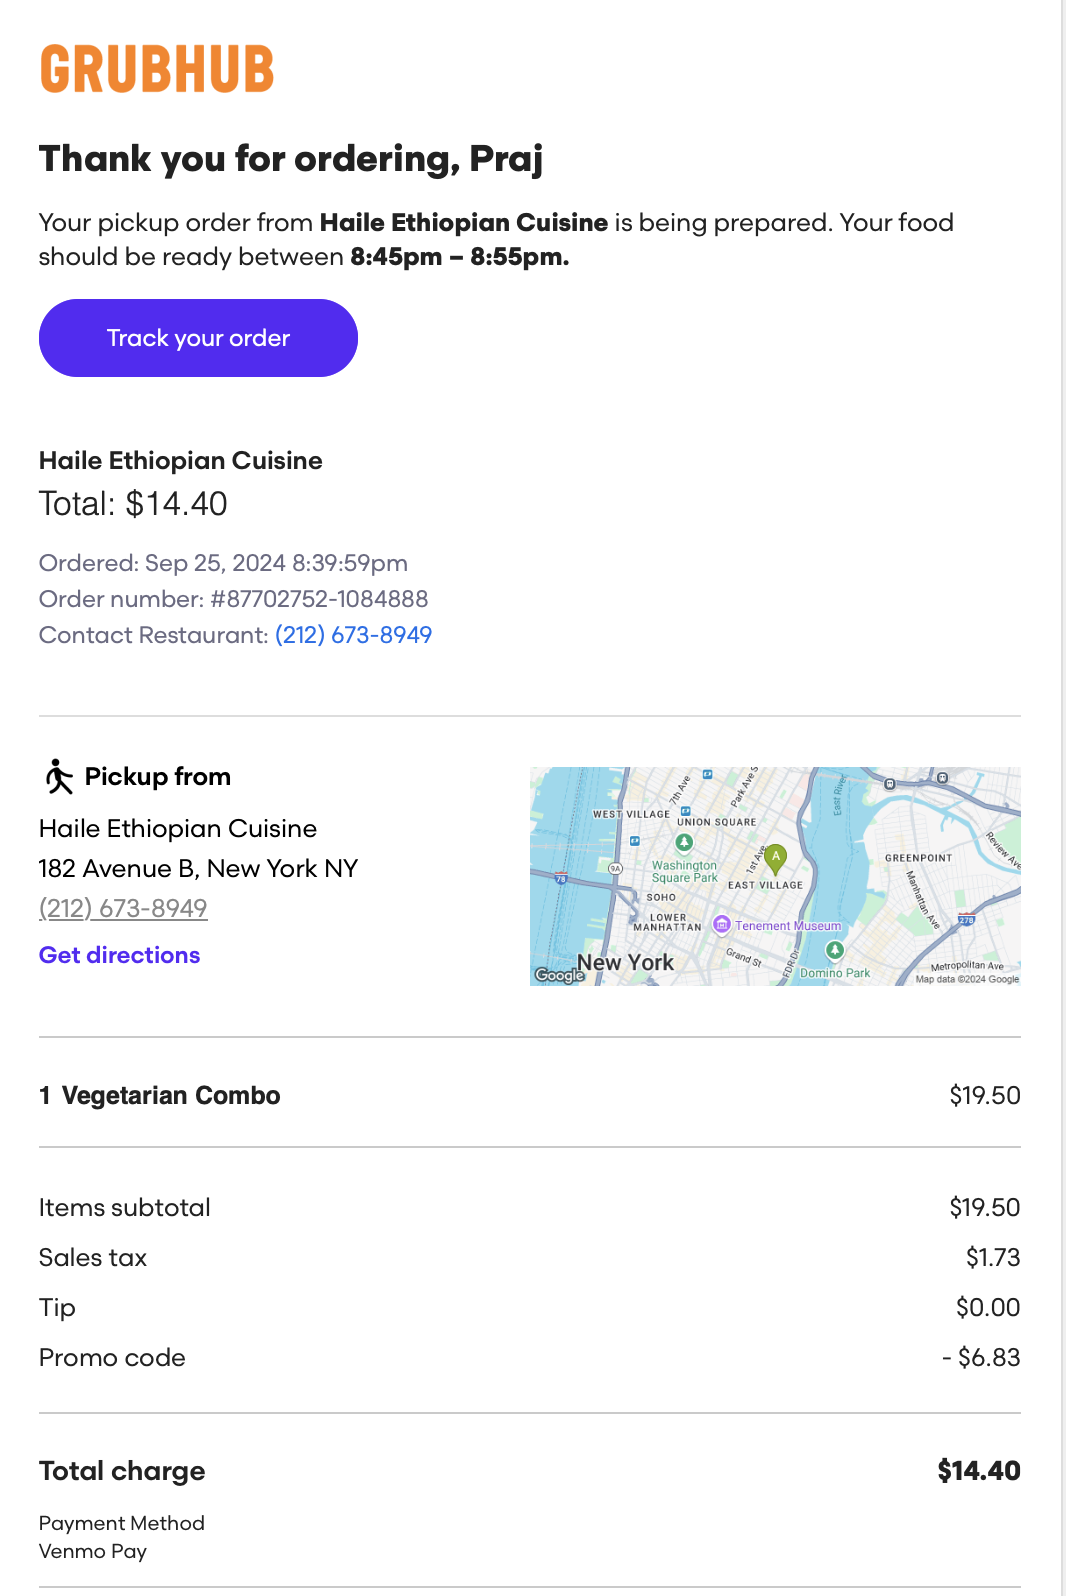 GRUBHUB
Thank you for ordering, Praj
Your pickup order from Haile Ethiopian Cuisine is being prepared. Your food
should be ready between 8:45pm – 8:55pm.
Track your order
Haile Ethiopian Cuisine
Total: $14.40
Ordered: Sep 25, 2024 8:39:59pm
Order number: #87702752-1084888
Contact Restaurant: (212) 673-8949
Pickup from
Haile Ethiopian Cuisine
182 Avenue B, New York NY
(212) 673-8949
Get directions
7th Ave
Park Ave S
East River
WEST VILLAGE
UNION SQUARE
Review Ave
A
1st Ave
GREENPOINT
Washington
Square Park
9A
78
EAST VILLAGE
Manhattan Ave
SOHO
LOWER
MANHATTAN
Tenement Museum
278
Grand St
FDR Dr
New York
Domino Park
Metropolitan Ave
Google
Map data ©2024 Google
1 Vegetarian Combo $19.50
Items subtotal $19.50
Sales tax $1.73
Tip $0.00
Promo code - $6.83
Total charge $14.40
Payment Method
Venmo Pay